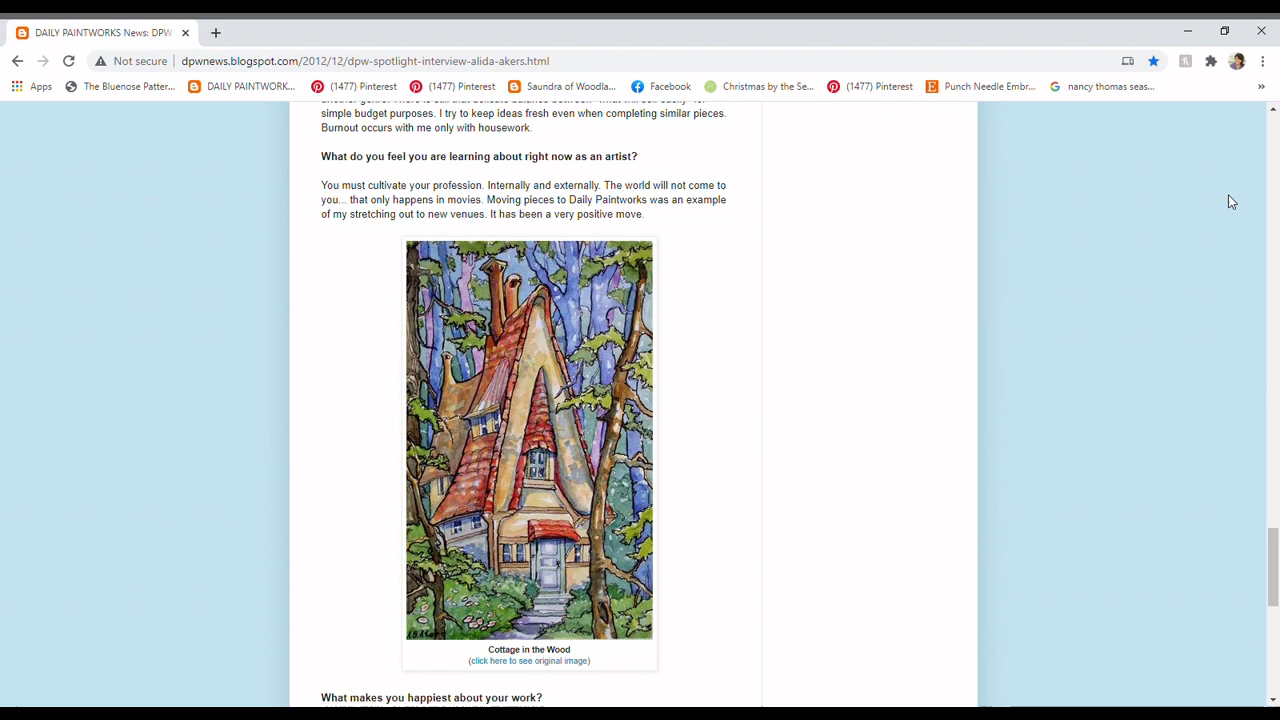 DAILY PAINTWORKS News: DPW
Not secure
dpwnews.blogspot.com/2012/12/dpw-spotlight-interview-alida-akers.html
Apps
The Bluenose Patter...
DAILY PAINTWORK...
(1477) Pinterest
(1477) Pinterest
Saundra of Woodla...
Facebook
Christmas by the Se...
(1477) Pinterest
Punch Needle Embr...
nancy thomas seas...
simple budget purposes. I try to keep ideas fresh even when completing similar pieces.
Burnout occurs with me only with housework.
What do you feel you are learning about right now as an artist?
You must cultivate your profession. Internally and externally. The world will not come to
you... that only happens in movies. Moving pieces to Daily Paintworks was an example
of my stretching out to new venues. It has been a very positive move.
Cottage in the Wood
(click here to see original image)
What makes you happiest about your work?